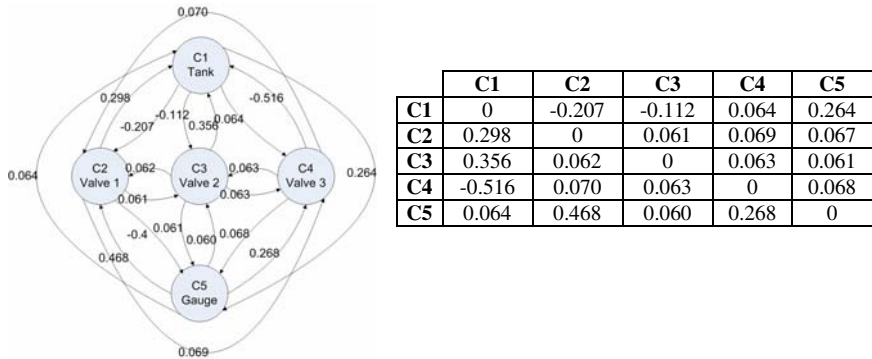 0.070
C1
Tank
0.298
-0.516
-0.112
0.356
0.064
-0.207
C2
Valve 1
0.062
C3
Valve 2
0.063
C4
Valve 3
0.064
0.264
0.061
0.063
-0.4
0.061
0.060
0.068
0.468
0.268
C5
Gauge
0.069
C1 C2 C3 C4 C5
C1 0 -0.207 -0.112 0.064 0.264
C2 0.298 0 0.061 0.069 0.067
C3 0.356 0.062 0 0.063 0.061
C4 -0.516 0.070 0.063 0 0.068
C5 0.064 0.468 0.060 0.268 0